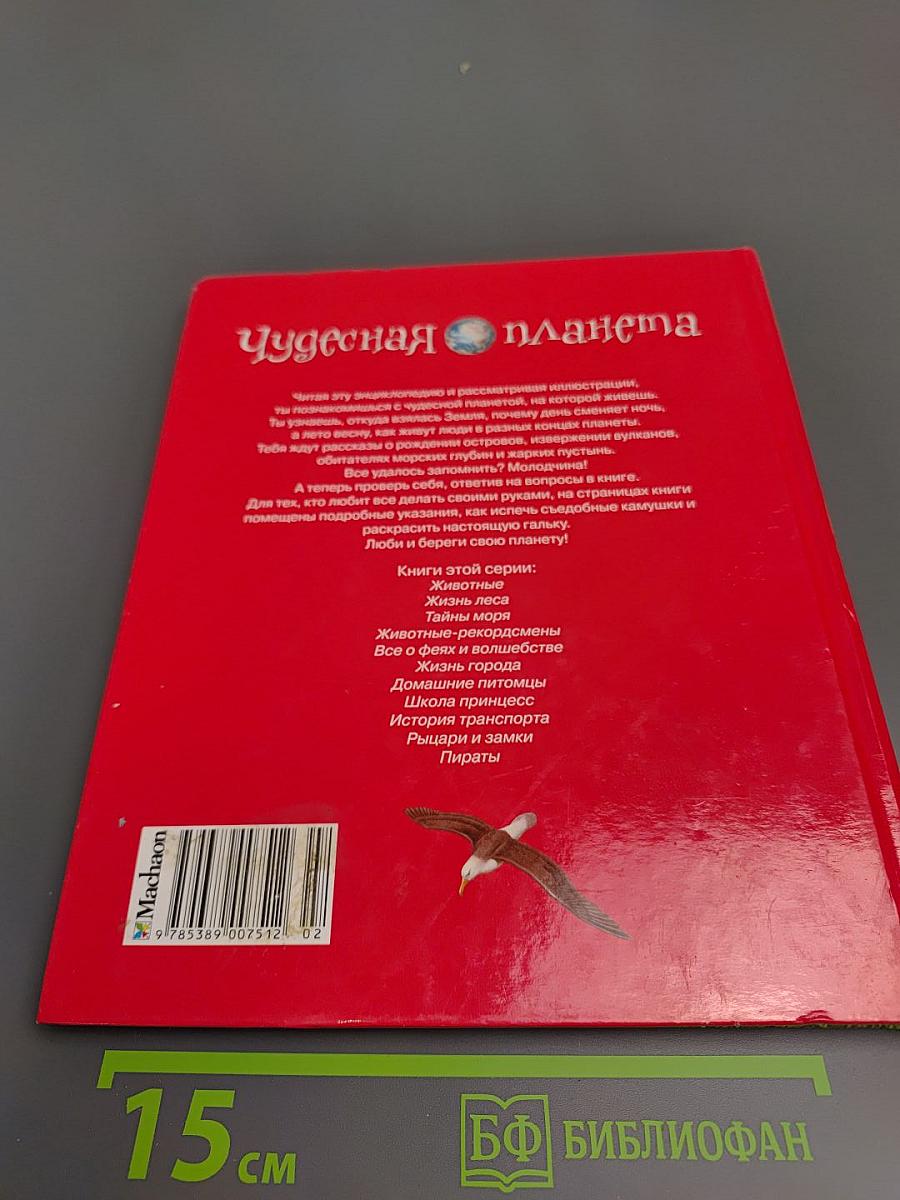 Чудесная планета
Читая эту энциклопедию и рассматривая иллюстрации,
ты познакомишься с чудесной планетой, на которой живешь.
Ты узнаешь, откуда взялась Земля, почему день сменяет ночь,
а лето весну, как живут люди в разных концах планеты.
Тебя ждут рассказы о рождении островов, извержении вулканов,
обитателях морских глубин и жарких пустынь.
Все удалось запомнить? Молодчина!
А теперь проверь себя, ответив на вопросы в книге.
Для тех, кто любит все делать своими руками, на страницах книги
помещены подробные указания, как испечь съедобные камушки и
раскрасить настоящую гальку.
Люби и береги свою планету!
Книги этой серии:
Животные
Жизнь леса
Тайны моря
Животные-рекордсмены
Все о феях и волшебстве
Жизнь города
Домашние питомцы
Школа принцесс
История транспорта
Рыцари и замки
Пираты
Machaon
9 785389 007512 02
15 см
БФ БИБЛИОФАН